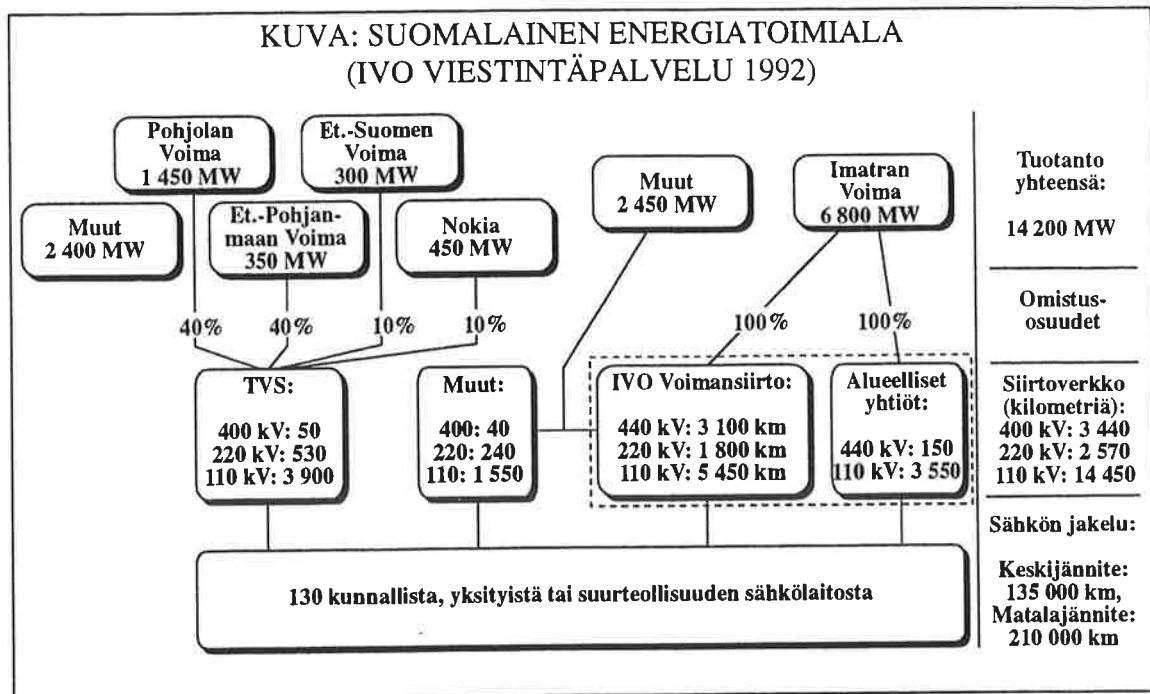 KUVA: SUOMALAINEN ENERGIATOIMIALA
(IVO VIESTINTÄPALVELU 1992)
Pohjolan
Voima
1 450 MW
Et.-Suomen
Voima
300 MW
Muut
2 400 MW
Et.-Pohjan-
maan Voima
350 MW
Nokia
450 MW
Muut
2 450 MW
Imatran
Voima
6 800 MW
Tuotanto
yhteensä:
14 200 MW
40%
40%
10%
10%
100%
100%
Omistus-
osuudet
TVS:
400 kV: 50
220 kV: 530
110 kV: 3 900
Muut:
400: 40
220: 240
110: 1 550
IVO Voimansiirto:
440 kV: 3 100 km
220 kV: 1 800 km
110 kV: 5 450 km
Alueelliset
yhtiöt:
440 kV: 150
110 kV: 3 550
Siirtoverkko
(kilometriä):
400 kV: 3 440
220 kV: 2 570
110 kV: 14 450
130 kunnallista, yksityistä tai suurteollisuuden sähkölaitosta
Sähkön jakelu:
Keskijännite:
135 000 km,
Matalajännite:
210 000 km